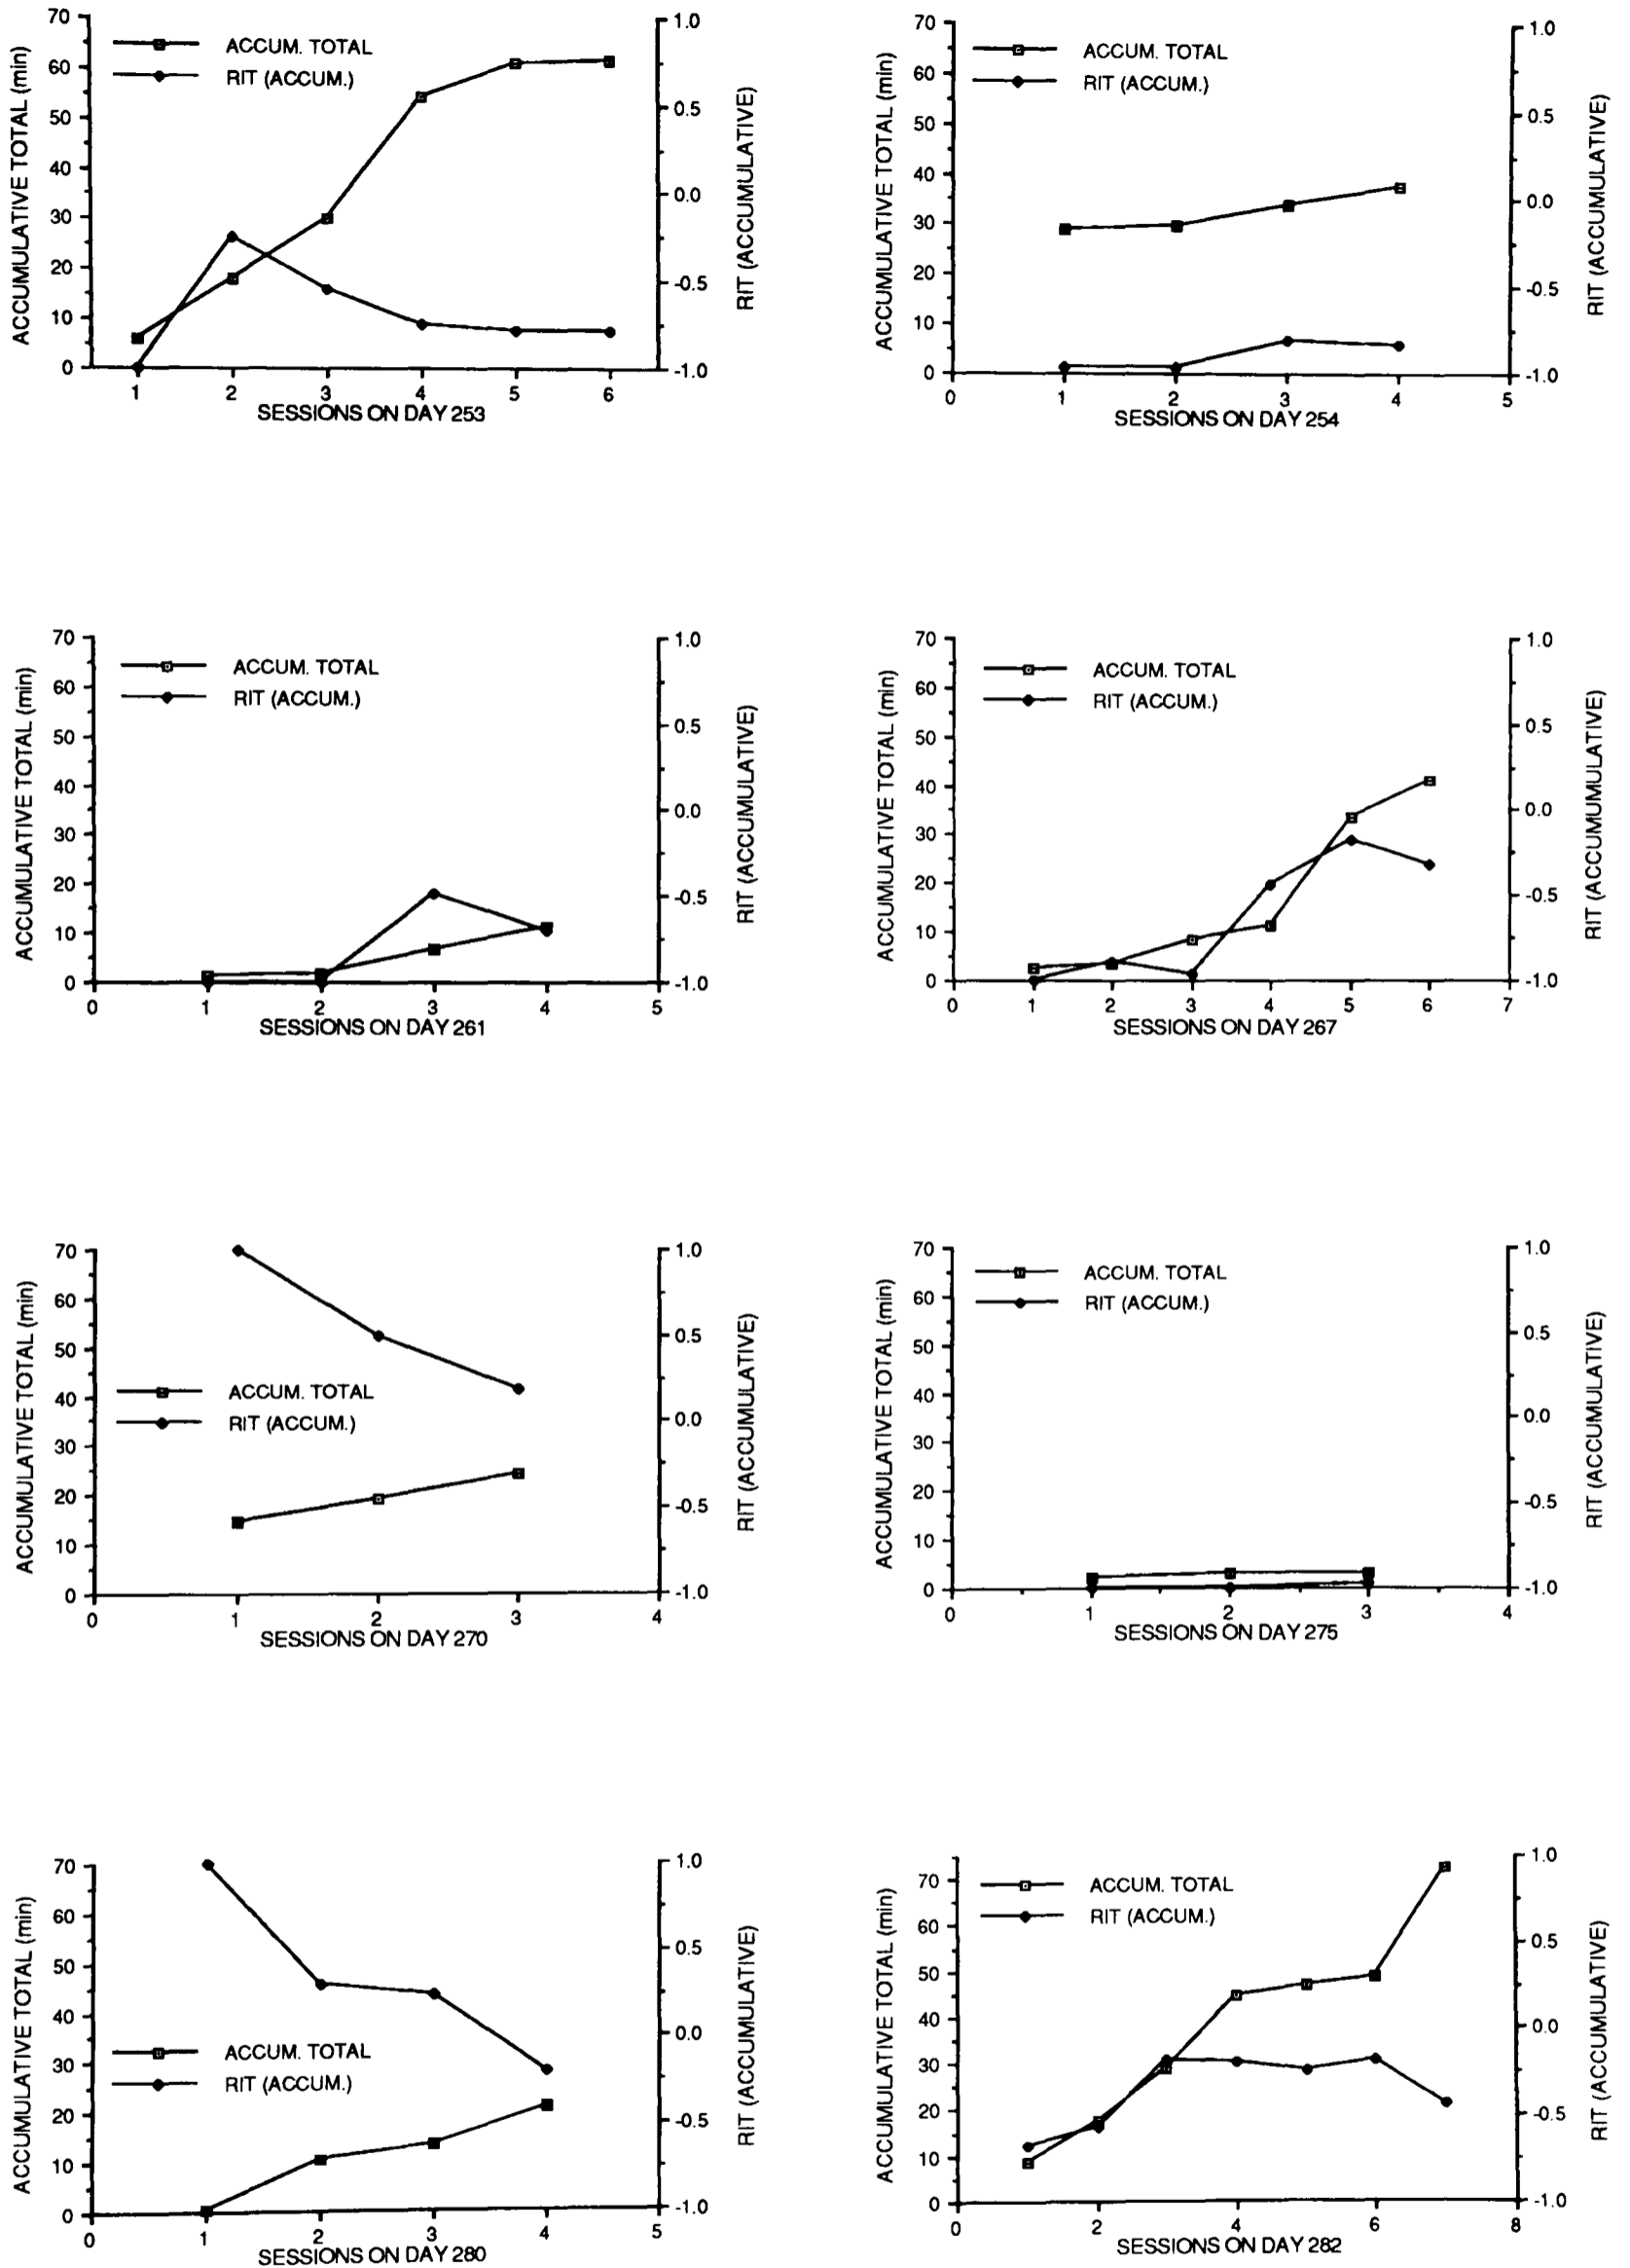 70
60
50
40
30
20
10
0
ACCUMULATIVE TOTAL (min)
ACCUM. TOTAL
RIT (ACCUM.)
1.0
0.5
0.0
-0.5
-1.0
RIT (ACCUMULATIVE)
1 2 3 4 5 6
SESSIONS ON DAY 253
70
60
50
40
30
20
10
0
ACCUMULATIVE TOTAL (min)
ACCUM. TOTAL
RIT (ACCUM.)
1.0
0.5
0.0
-0.5
-1.0
RIT (ACCUMULATIVE)
0 1 2 3 4 5
SESSIONS ON DAY 254
70
60
50
40
30
20
10
0
ACCUMULATIVE TOTAL (min)
ACCUM. TOTAL
RIT (ACCUM.)
1.0
0.5
0.0
-0.5
-1.0
RIT (ACCUMULATIVE)
0 1 2 3 4 5
SESSIONS ON DAY 261
70
60
50
40
30
20
10
0
ACCUMULATIVE TOTAL (min)
ACCUM. TOTAL
RIT (ACCUM.)
1.0
0.5
0.0
-0.5
-1.0
RIT (ACCUMULATIVE)
0 1 2 3 4 5 6 7
SESSIONS ON DAY 267
70
60
50
40
30
20
10
0
ACCUMULATIVE TOTAL (min)
ACCUM. TOTAL
RIT (ACCUM.)
1.0
0.5
0.0
-0.5
-1.0
RIT (ACCUMULATIVE)
0 1 2 3 4
SESSIONS ON DAY 270
70
60
50
40
30
20
10
0
ACCUMULATIVE TOTAL (min)
ACCUM. TOTAL
RIT (ACCUM.)
1.0
0.5
0.0
-0.5
-1.0
RIT (ACCUMULATIVE)
0 1 2 3 4
SESSIONS ON DAY 275
70
60
50
40
30
20
10
0
ACCUMULATIVE TOTAL (min)
ACCUM. TOTAL
RIT (ACCUM.)
1.0
0.5
0.0
-0.5
-1.0
RIT (ACCUMULATIVE)
0 1 2 3 4 5
SESSIONS ON DAY 280
70
60
50
40
30
20
10
0
ACCUMULATIVE TOTAL (min)
ACCUM. TOTAL
RIT (ACCUM.)
1.0
0.5
0.0
-0.5
-1.0
RIT (ACCUMULATIVE)
0 2 4 6 8
SESSIONS ON DAY 282